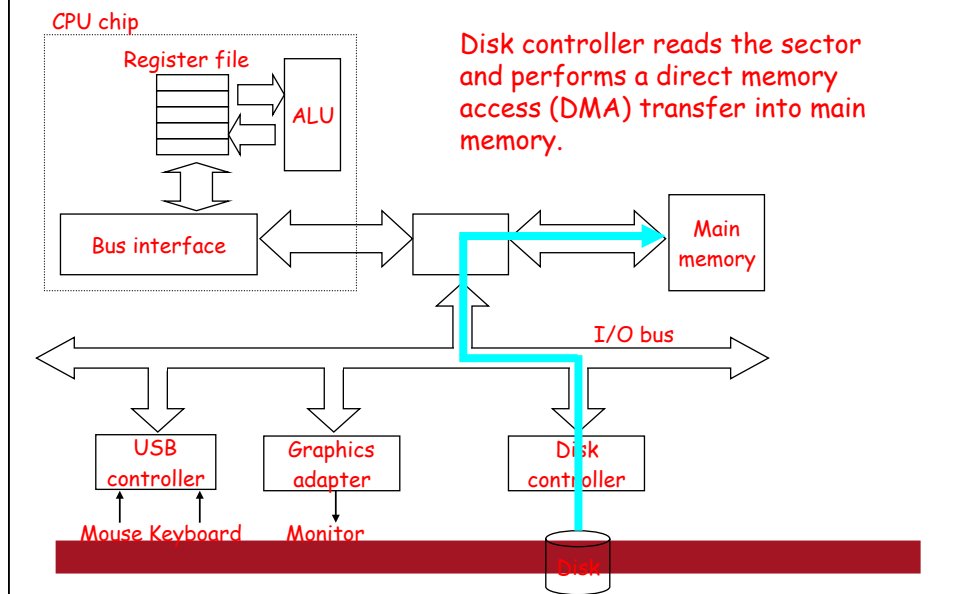 CPU chip
Register file
ALU
Disk controller reads the sector
and performs a direct memory
access (DMA) transfer into main
memory.
Bus interface
Main
memory
I/O bus
USB
controller
Graphics
adapter
Disk
controller
Mouse Keyboard
Monitor
Disk